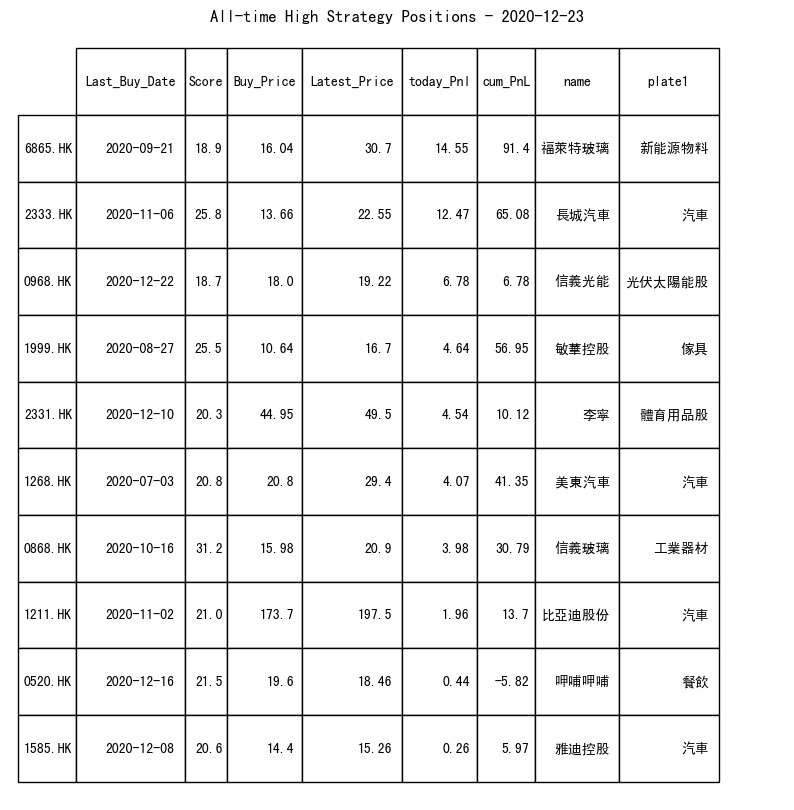 All-time High Strategy Positions - 2020-12-23
Last_Buy_Date Score Buy_Price Latest_Price today_Pnl cum_PnL name plate1
6865.HK 2020-09-21 18.9 16.04 30.7 14.55 91.4 福萊特玻璃 新能源物料
2333.HK 2020-11-06 25.8 13.66 22.55 12.47 65.08 長城汽車 汽車
0968.HK 2020-12-22 18.7 18.0 19.22 6.78 6.78 信義光能 光伏太陽能股
1999.HK 2020-08-27 25.5 10.64 16.7 4.64 56.95 敏華控股 傢具
2331.HK 2020-12-10 20.3 44.95 49.5 4.54 10.12 李寧 體育用品股
1268.HK 2020-07-03 20.8 20.8 29.4 4.07 41.35 美東汽車 汽車
0868.HK 2020-10-16 31.2 15.98 20.9 3.98 30.79 信義玻璃 工業器材
1211.HK 2020-11-02 21.0 173.7 197.5 1.96 13.7 比亞迪股份 汽車
0520.HK 2020-12-16 21.5 19.6 18.46 0.44 -5.82 呷哺呷哺 餐飲
1585.HK 2020-12-08 20.6 14.4 15.26 0.26 5.97 雅迪控股 汽車